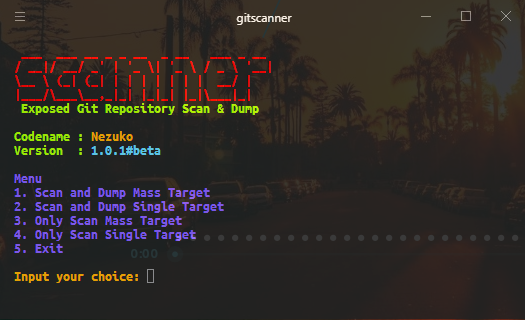 gitscanner
scanner
Exposed Git Repository Scan & Dump
Codename : Nezuko
Version  : 1.0.1#beta
Menu
1. Scan and Dump Mass Target
2. Scan and Dump Single Target
3. Only Scan Mass Target
4. Only Scan Single Target
5. Exit
0:00
Input your choice: